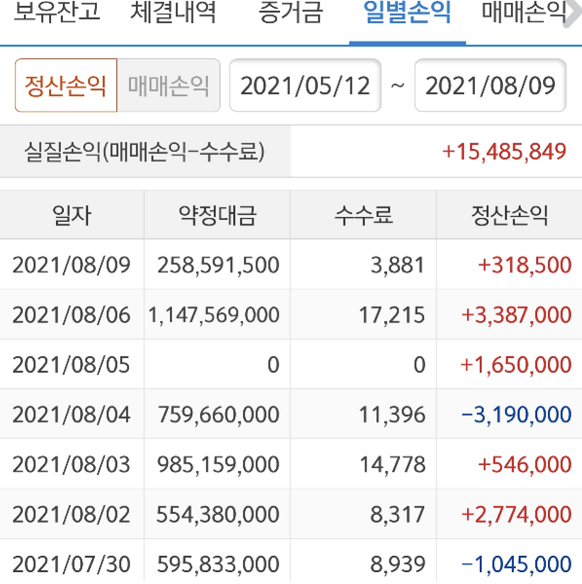 보유잔고 체결내역 증거금 일별손익 매매손익
정산손익 매매손익 2021/05/12 ~ 2021/08/09
실질손익(매매손익-수수료) +15,485,849
일자 약정대금 수수료 정산손익
2021/08/09 258,591,500 3,881 +318,500
2021/08/06 1,147,569,000 17,215 +3,387,000
2021/08/05 0 0 +1,650,000
2021/08/04 759,660,000 11,396 -3,190,000
2021/08/03 985,159,000 14,778 +546,000
2021/08/02 554,380,000 8,317 +2,774,000
2021/07/30 595,833,000 8,939 -1,045,000